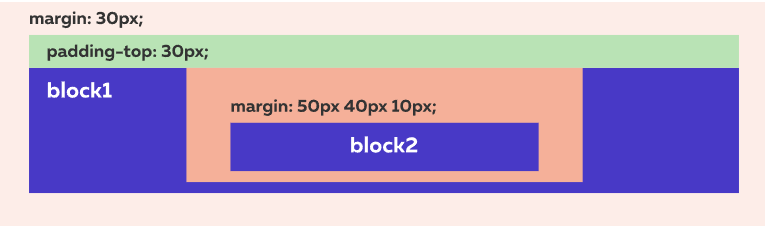 margin: 30px;
padding-top: 30px;
block1
margin: 50px 40px 10px;
block2